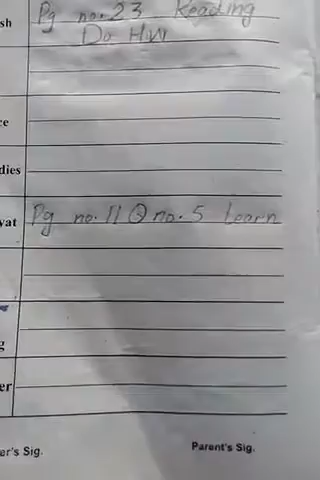 sh Pg no. 23 Reading
Do HW
ce
dies
vat Pg no. 11 Q no. 5 Learn
g
er
er's Sig. Parent's Sig.